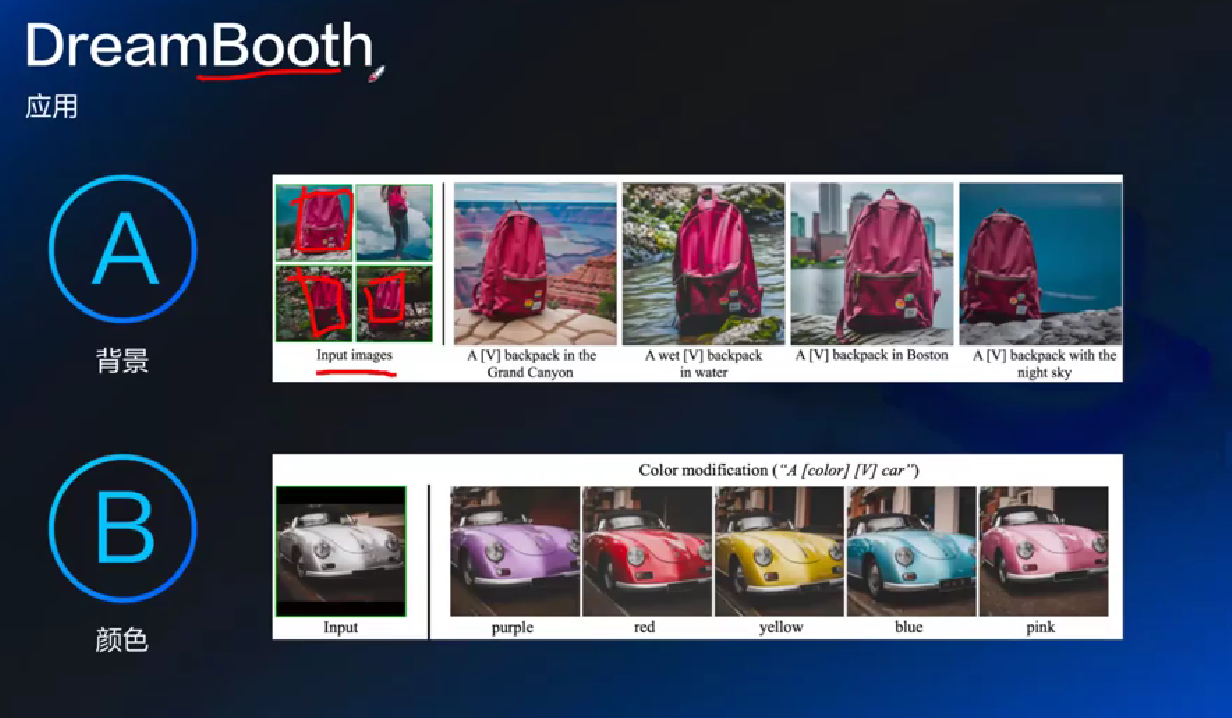 DreamBooth
应用
A
背景
Input images
A [V] backpack in the
Grand Canyon
A wet [V] backpack
in water
A [V] backpack in Boston
A [V] backpack with the
night sky
B
颜色
Color modification (“A [color] [V] car”)
Input
purple
red
yellow
blue
pink